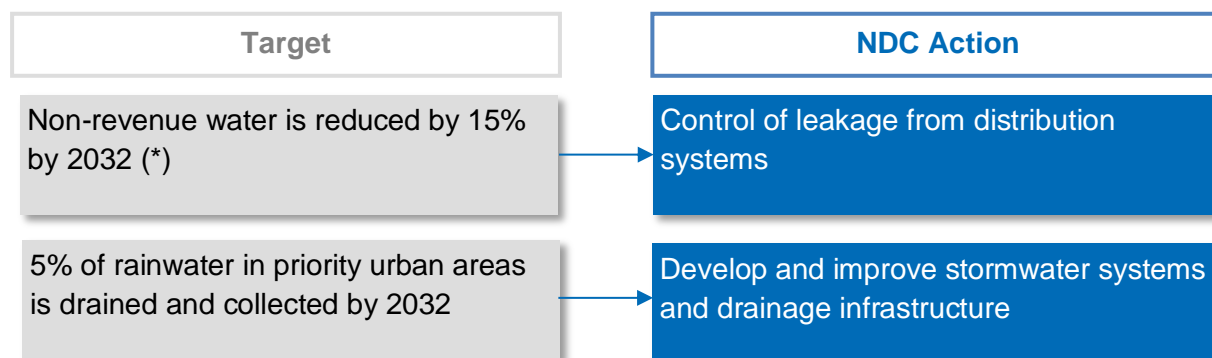 Target
NDC Action
Non-revenue water is reduced by 15%
by 2032 (*)
Control of leakage from distribution
systems
5% of rainwater in priority urban areas
is drained and collected by 2032
Develop and improve stormwater systems
and drainage infrastructure